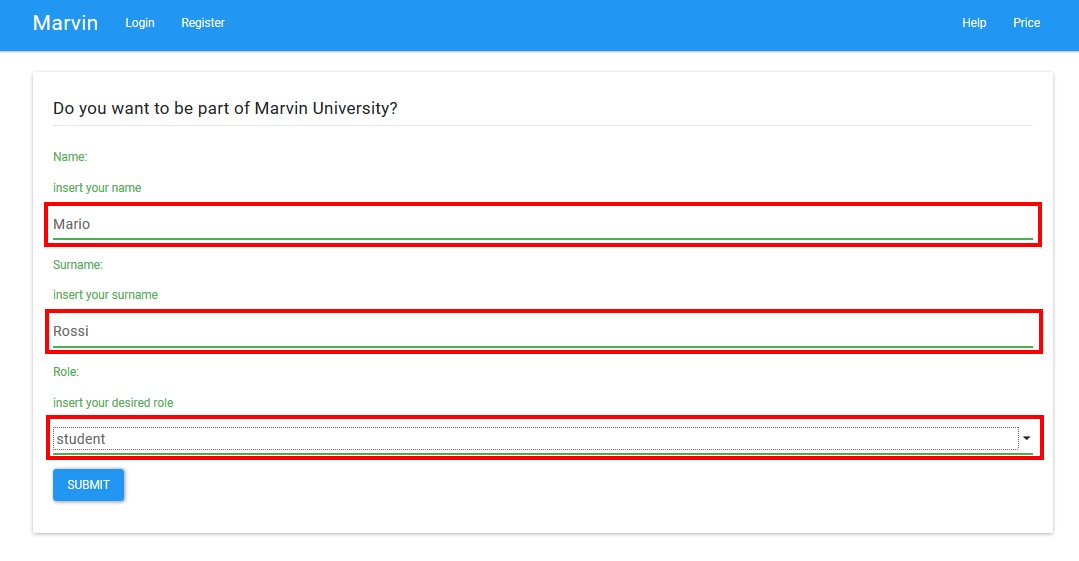 Marvin Login Register Help Price
Do you want to be part of Marvin University?
Name:
insert your name
Mario
Surname:
insert your surname
Rossi
Role:
insert your desired role
student
SUBMIT